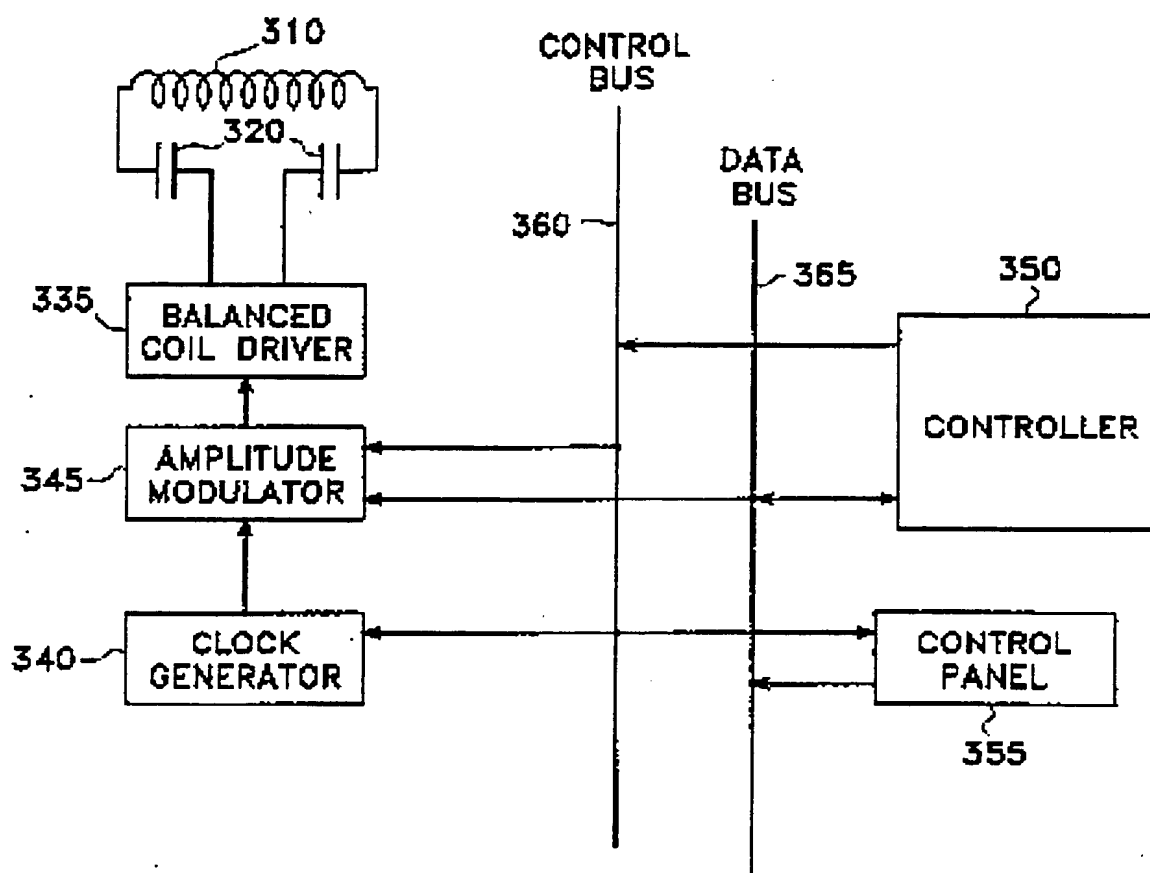 310
320
CONTROL
BUS
DATA
BUS
360
365
350
335
BALANCED
COIL DRIVER
CONTROLLER
345
AMPLITUDE
MODULATOR
340
CLOCK
GENERATOR
CONTROL
PANEL
355